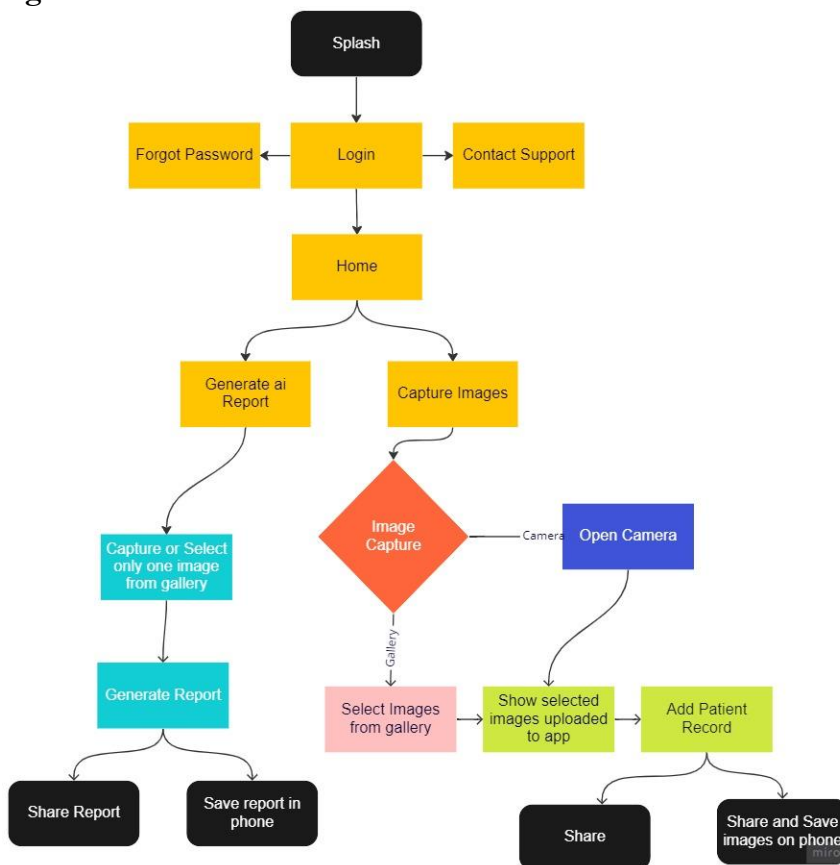 Splash
Forgot Password
Login
Contact Support
Home
Generate ai
Report
Capture Images
Image
Capture
Camera
Open Camera
Capture or Select
only one image
from gallery
Gallery
Generate Report
Select Images
from gallery
Show selected
images uploaded
to app
Add Patient
Record
Share Report
Save report in
phone
Share
Share and Save
images on phone
miro